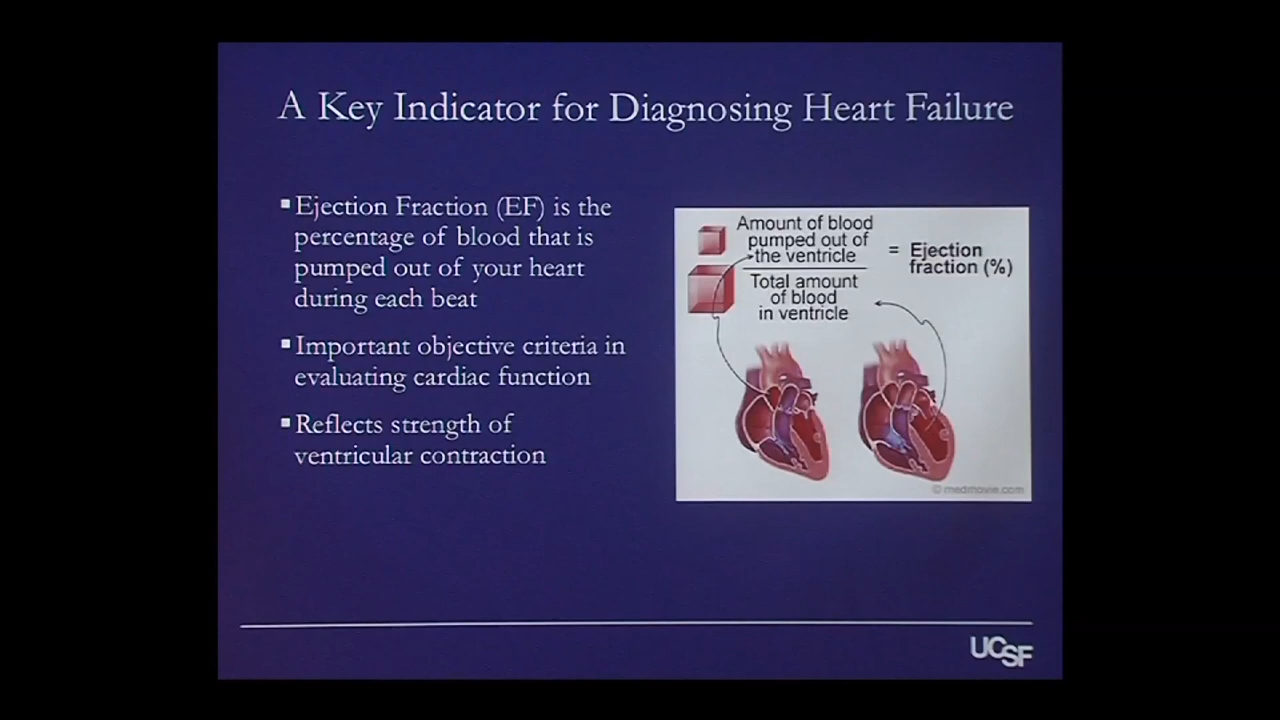 A Key Indicator for Diagnosing Heart Failure
▪Ejection Fraction (EF) is the
percentage of blood that is
pumped out of your heart
during each beat
▪Important objective criteria in
evaluating cardiac function
▪Reflects strength of
ventricular contraction
Amount of blood
pumped out of
the ventricle
Total amount
of blood
in ventricle
= Ejection
fraction (%)
© medmovie.com
UCSF